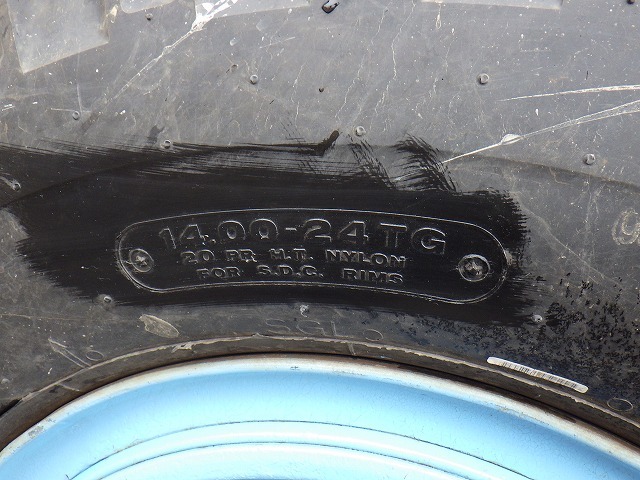 14.00-24TG
20 PR H.T. NYLON
FOR S.D.C. RIMS